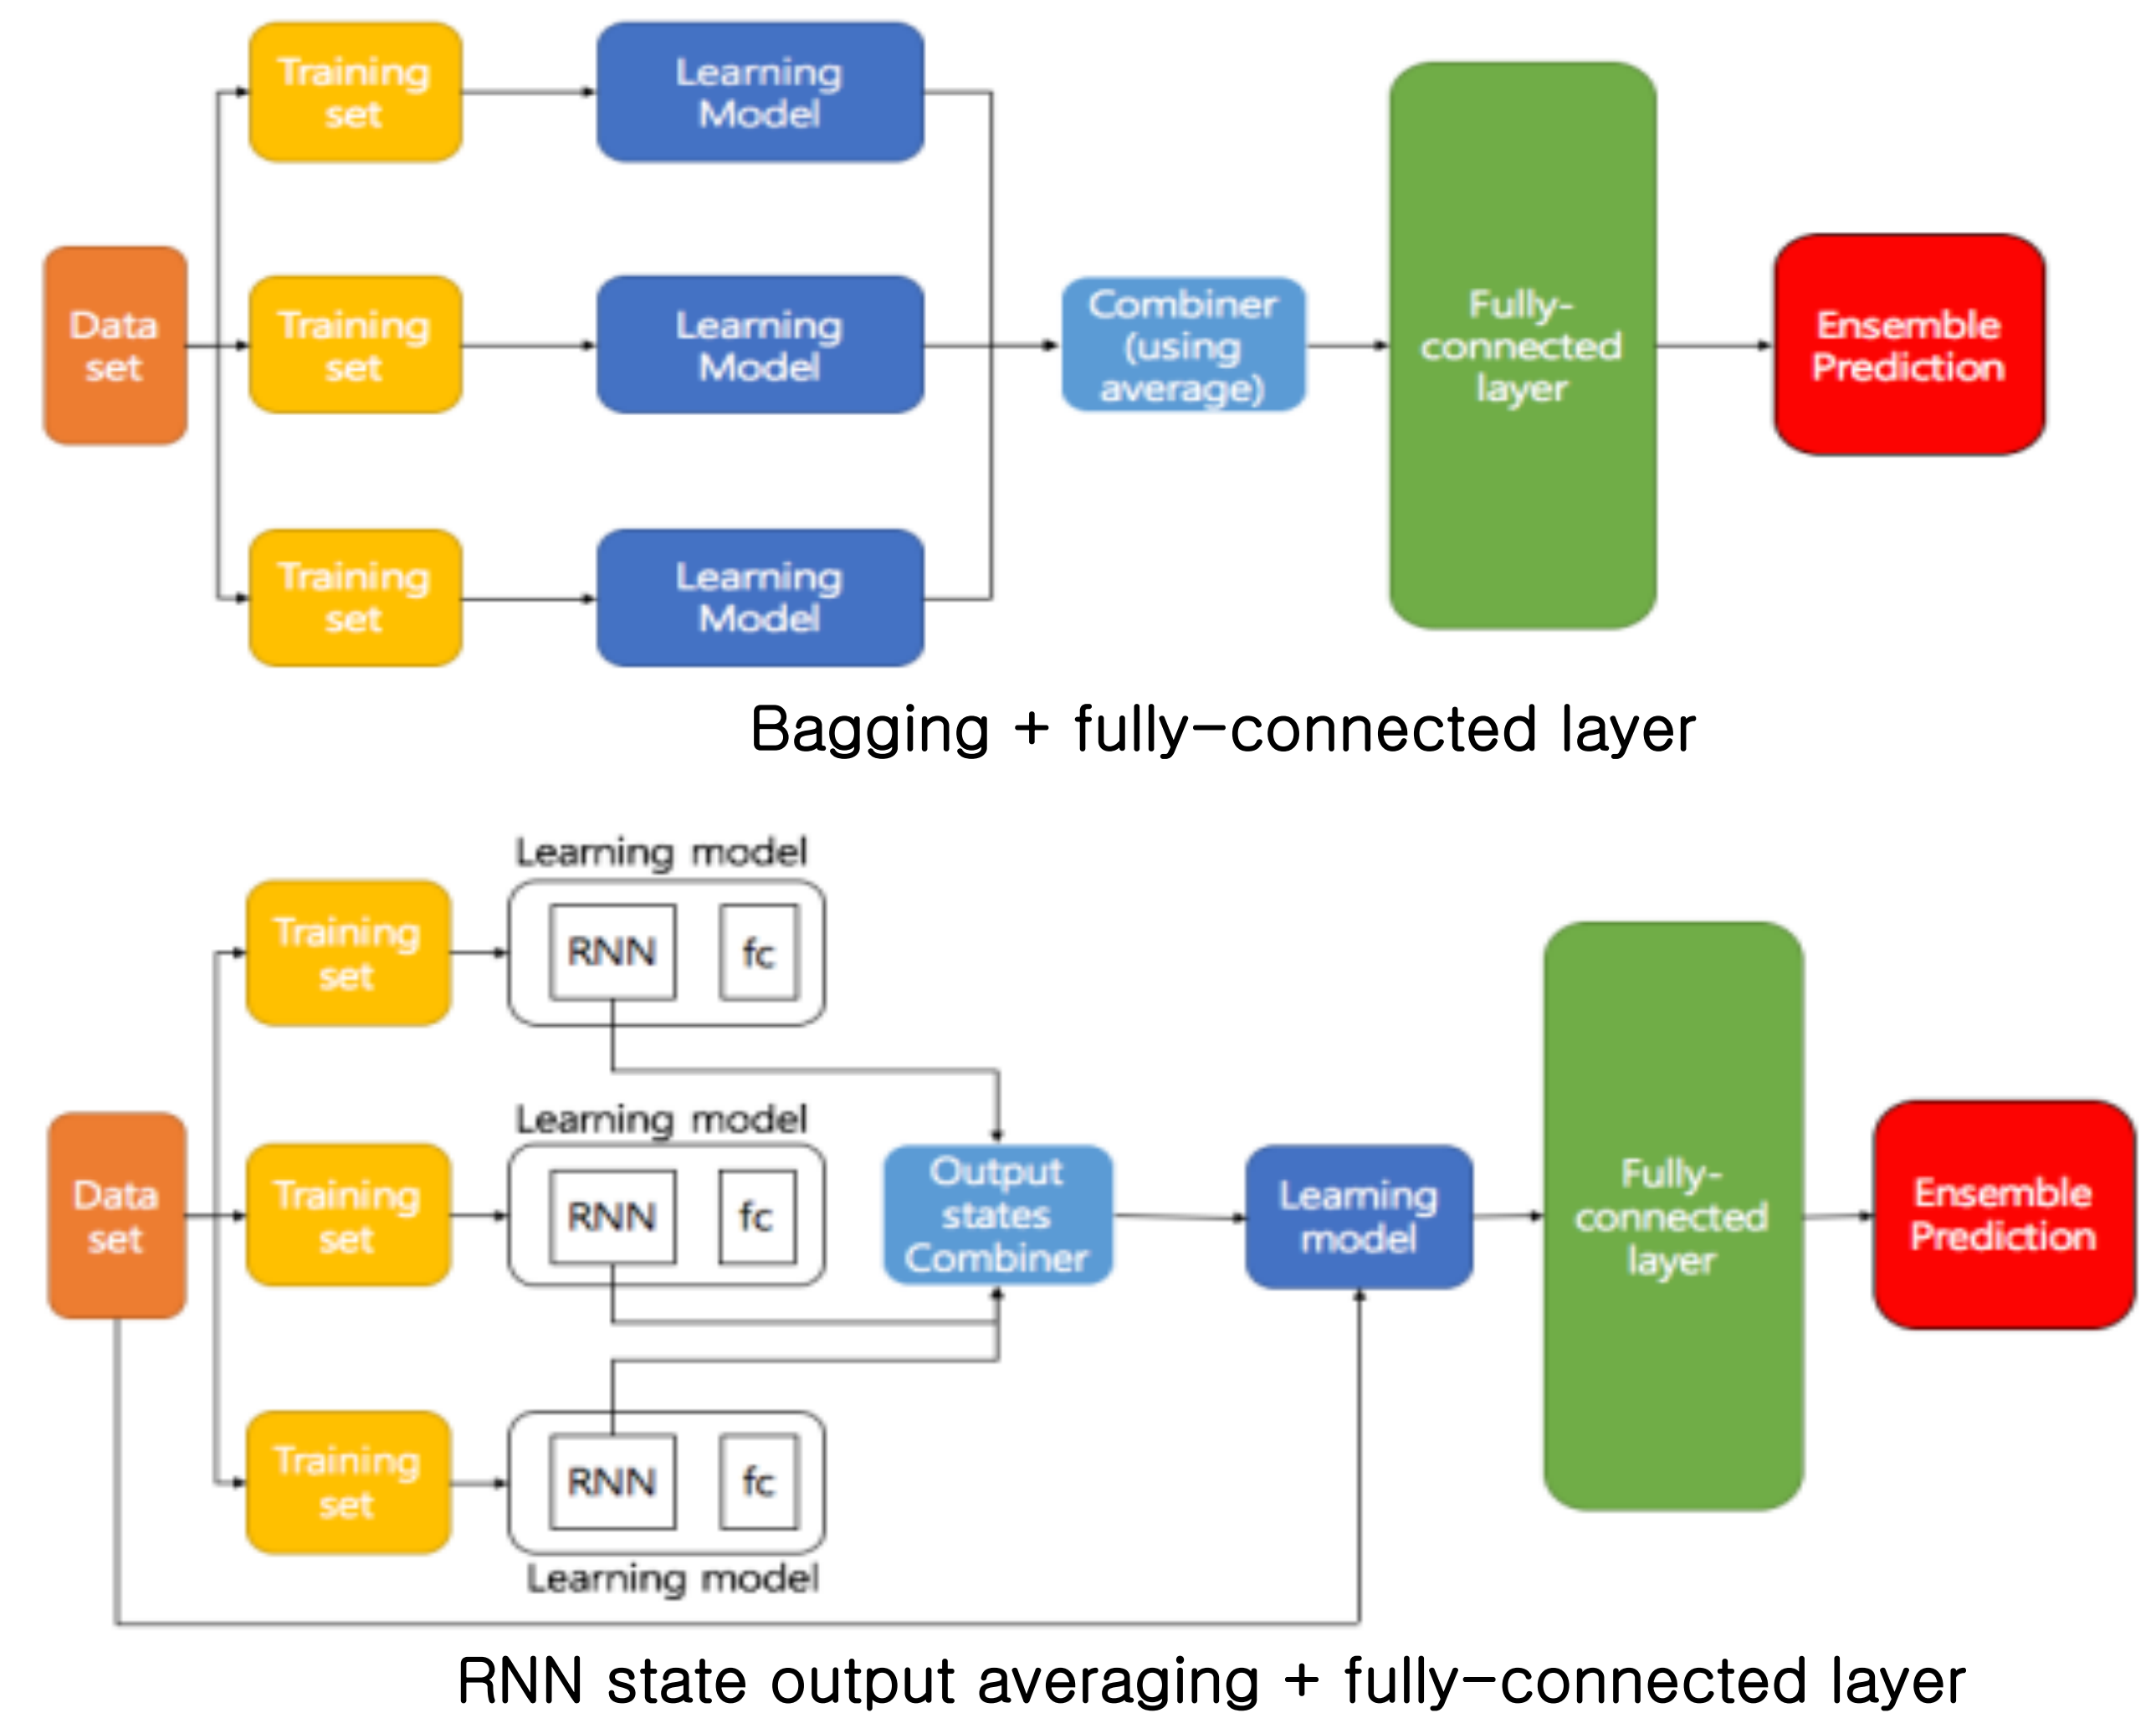 Training
set
Learning
Model
Data
set
Training
set
Learning
Model
Combiner
(using
average)
Fully-
connected
layer
Ensemble
Prediction
Training
set
Learning
Model
Bagging + fully-connected layer
Learning model
Training
set
RNN
fc
Learning model
Data
set
Training
set
RNN
fc
Output
states
Combiner
Learning
model
Fully-
connected
layer
Ensemble
Prediction
Training
set
RNN
fc
Learning model
RNN state output averaging + fully-connected layer